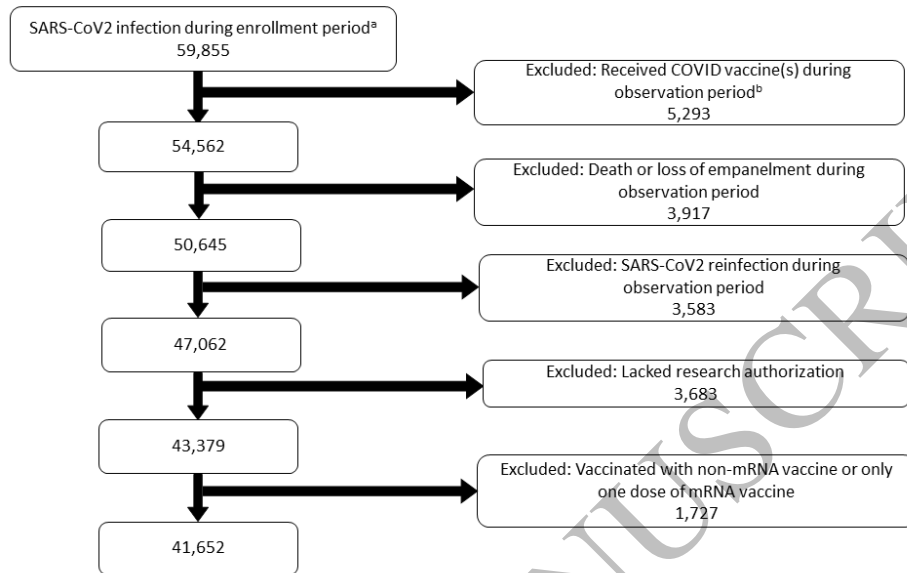 SARS-CoV2 infection during enrollment periodᵃ
59,855
Excluded: Received COVID vaccine(s) during
observation periodᵇ
5,293
54,562
Excluded: Death or loss of empanelment during
observation period
3,917
50,645
Excluded: SARS-CoV2 reinfection during
observation period
3,583
47,062
Excluded: Lacked research authorization
3,683
43,379
Excluded: Vaccinated with non-mRNA vaccine or only
one dose of mRNA vaccine
1,727
41,652